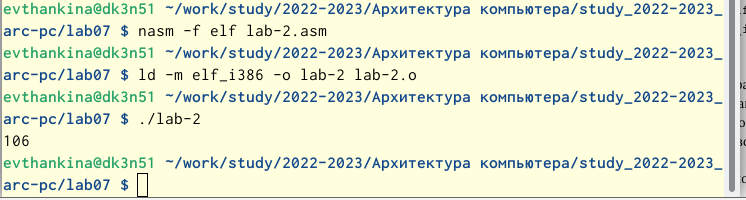 evthankina@dk3n51 ~/work/study/2022-2023/Архитектура компьютера/study_2022-2023_
arc-pc/lab07 $ nasm -f elf lab-2.asm
evthankina@dk3n51 ~/work/study/2022-2023/Архитектура компьютера/study_2022-2023_
arc-pc/lab07 $ ld -m elf_i386 -o lab-2 lab-2.o
evthankina@dk3n51 ~/work/study/2022-2023/Архитектура компьютера/study_2022-2023_
arc-pc/lab07 $ ./lab-2
106
evthankina@dk3n51 ~/work/study/2022-2023/Архитектура компьютера/study_2022-2023_
arc-pc/lab07 $